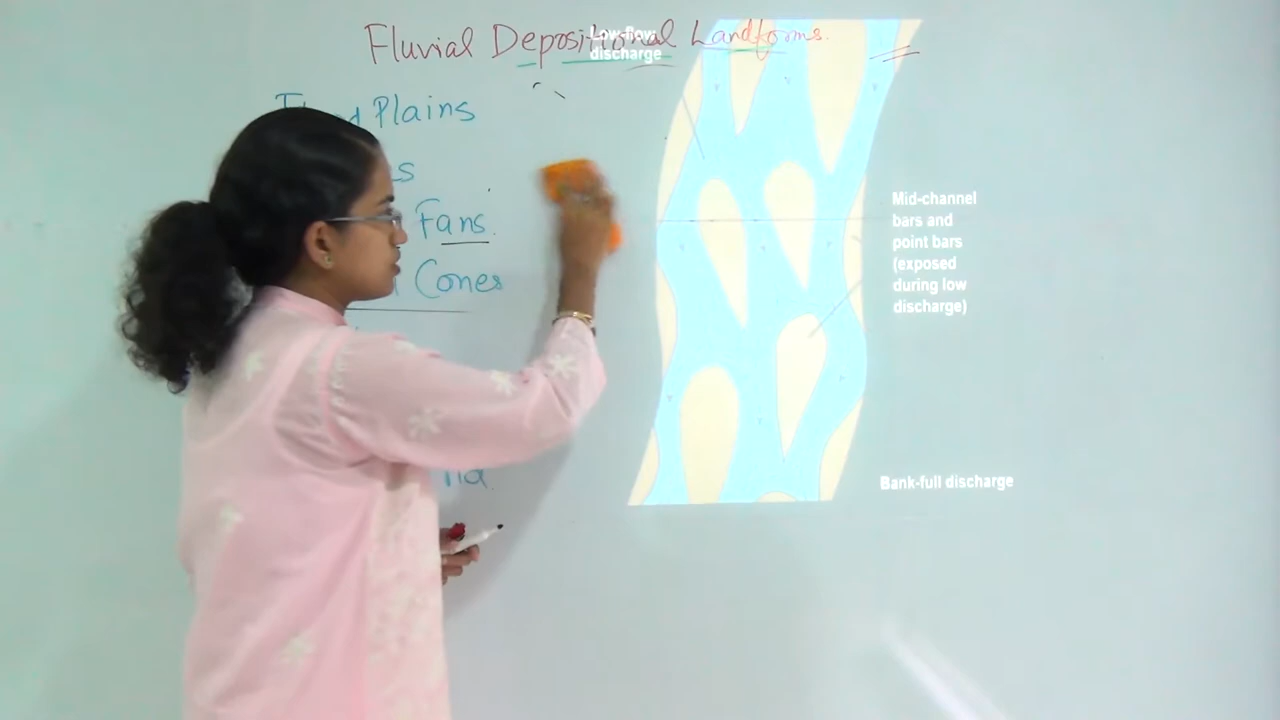 Fluvial Depositional Landforms.
Low-flow
discharge
Plains
Fans.
Cones
Mid-channel
bars and
point bars
(exposed
during low
discharge)
Bank-full discharge